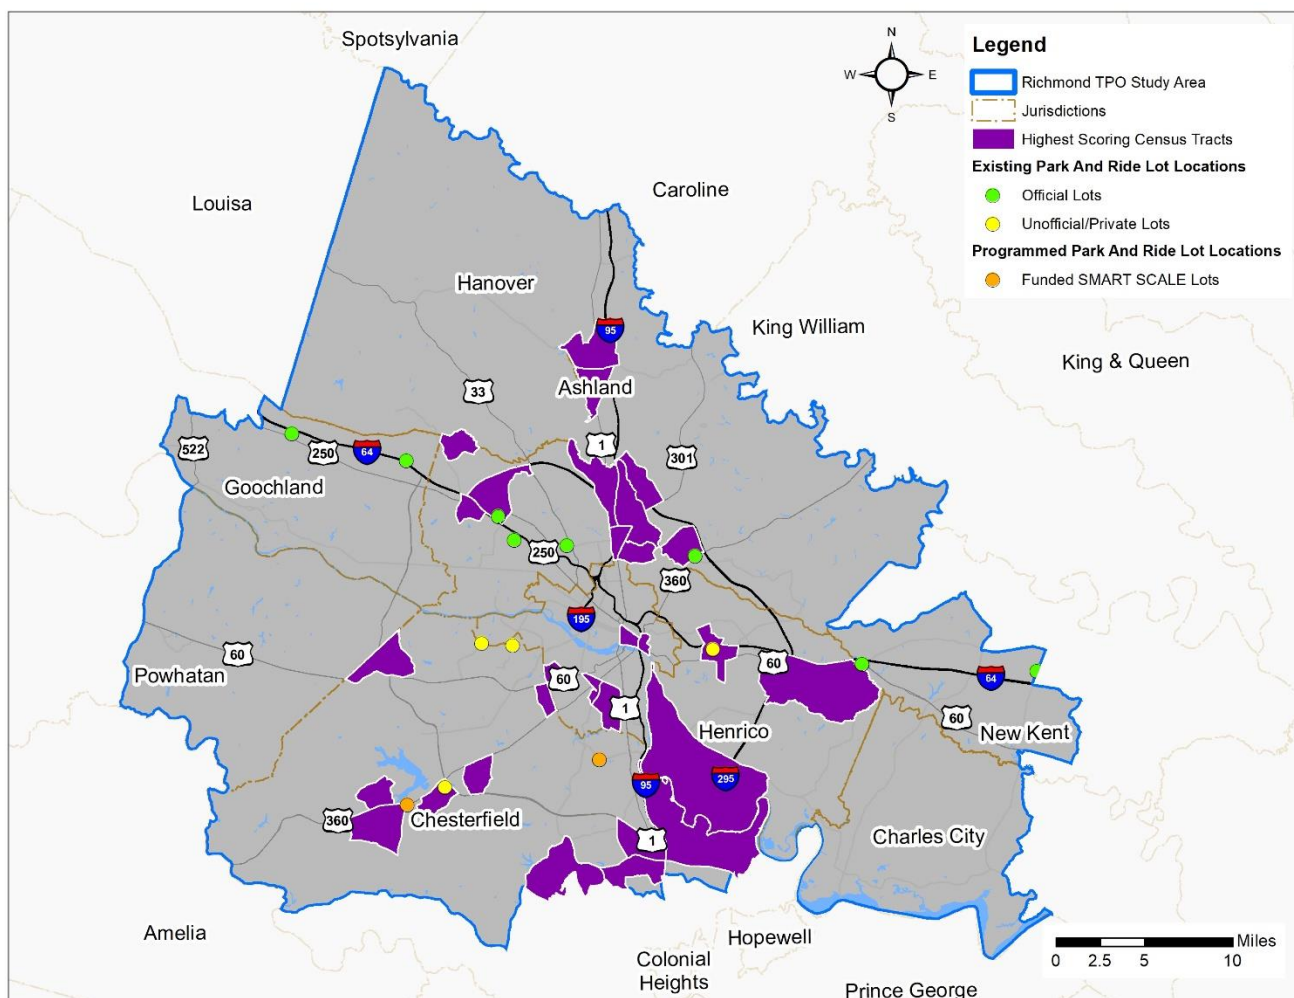 Spotsylvania
N
W
E
S
Legend
Richmond TPO Study Area
Jurisdictions
Highest Scoring Census Tracts
Existing Park And Ride Lot Locations
Official Lots
Unofficial/Private Lots
Programmed Park And Ride Lot Locations
Funded SMART SCALE Lots
Louisa
Caroline
Hanover
King William
King & Queen
95
Ashland
33
1
301
522
250
64
Goochland
250
360
195
60
60
Powhatan
60
1
64
60
New Kent
Henrico
95
295
360
Chesterfield
1
Charles City
Amelia
Hopewell
Colonial
Heights
Prince George
Miles
0
2.5
5
10